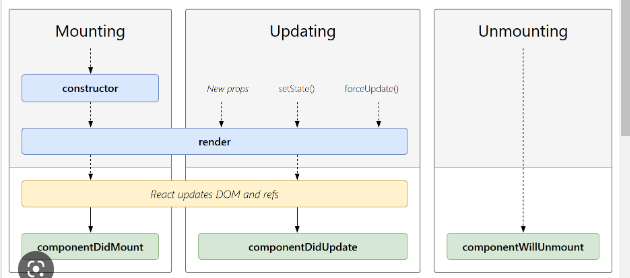 Mounting
Updating
Unmounting
constructor
New props
setState()
forceUpdate()
render
React updates DOM and refs
componentDidMount
componentDidUpdate
componentWillUnmount